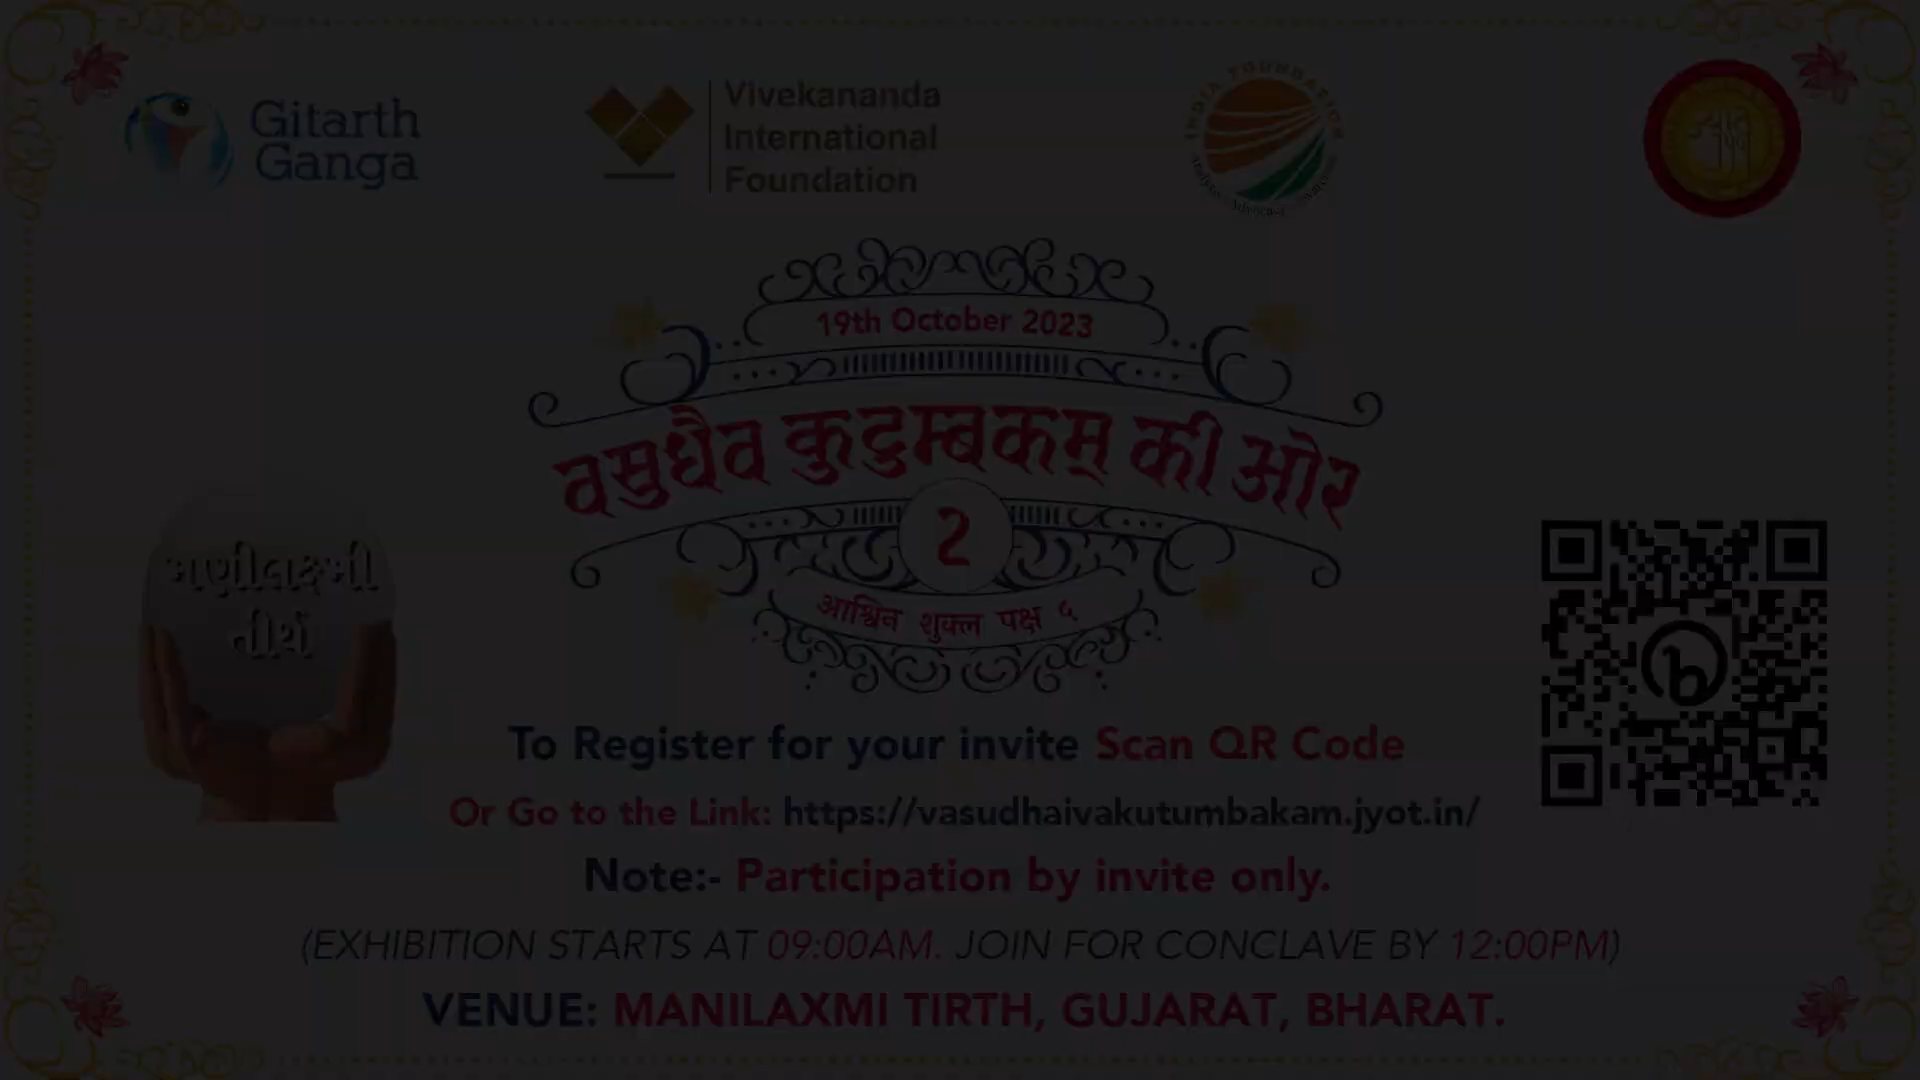 Gitarth
Ganga
Vivekananda
International
Foundation
INDIA FOUNDATION
19th October 2023
वसुधैव कुटुम्बकम् की ओर
2
आश्विन शुक्ल पक्ष ५
મણીલક્ષ્મી
તીર્થ
To Register for your invite Scan QR Code
Or Go to the Link: https://vasudhaivakutumbakam.jyot.in/
Note:- Participation by invite only.
(EXHIBITION STARTS AT 09:00AM. JOIN FOR CONCLAVE BY 12:00PM)
VENUE: MANILAXMI TIRTH, GUJARAT, BHARAT.